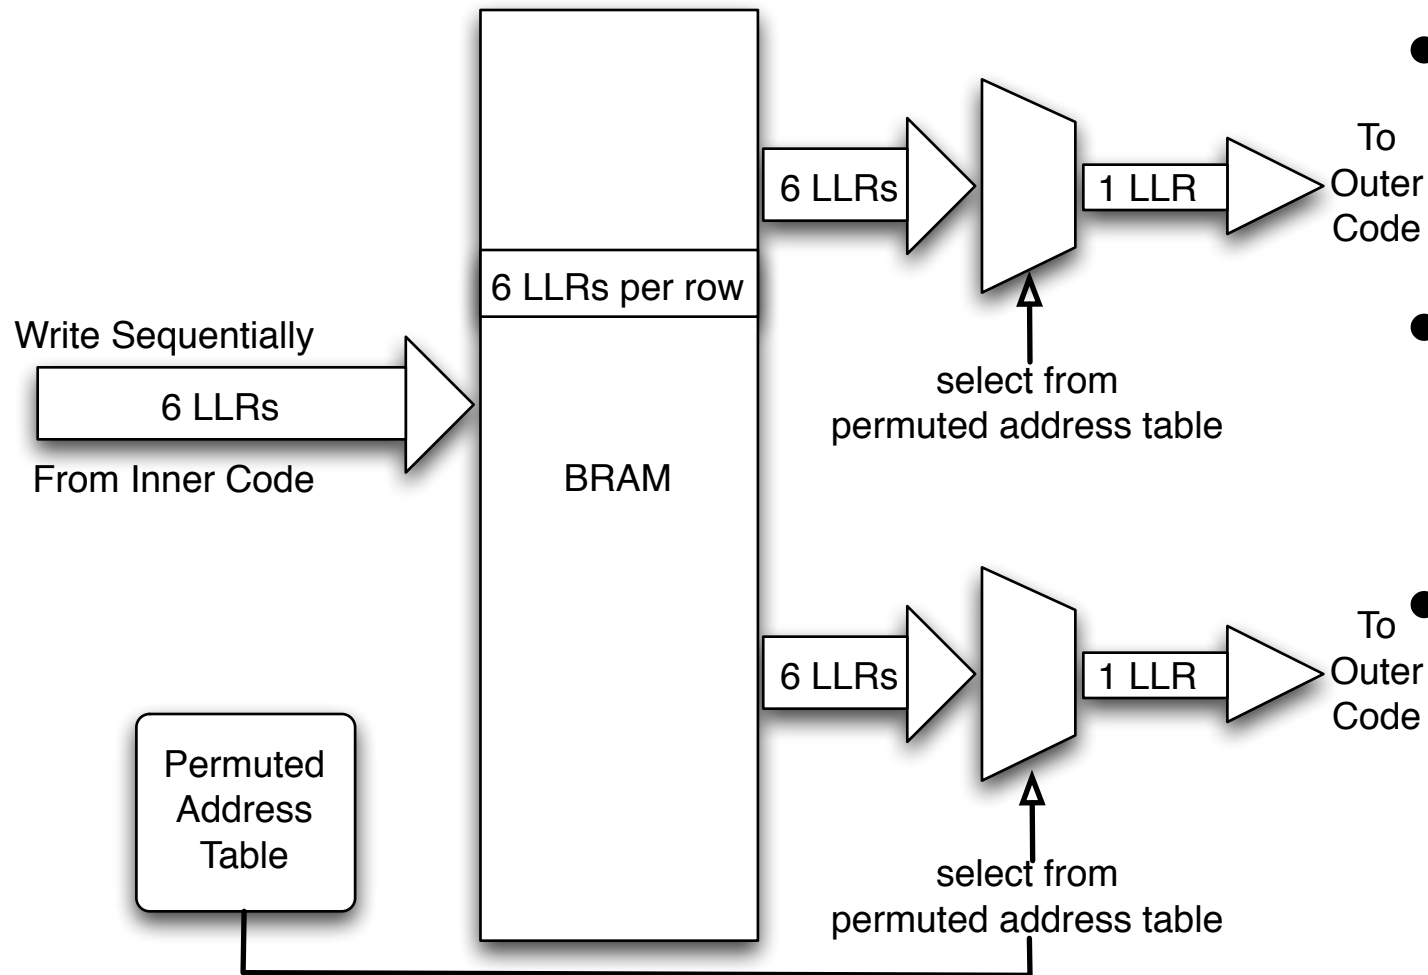 6 LLRs
1 LLR
To
Outer
Code
6 LLRs per row
Write Sequentially
6 LLRs
From Inner Code
select from
permuted address table
BRAM
6 LLRs
1 LLR
To
Outer
Code
Permuted
Address
Table
select from
permuted address table